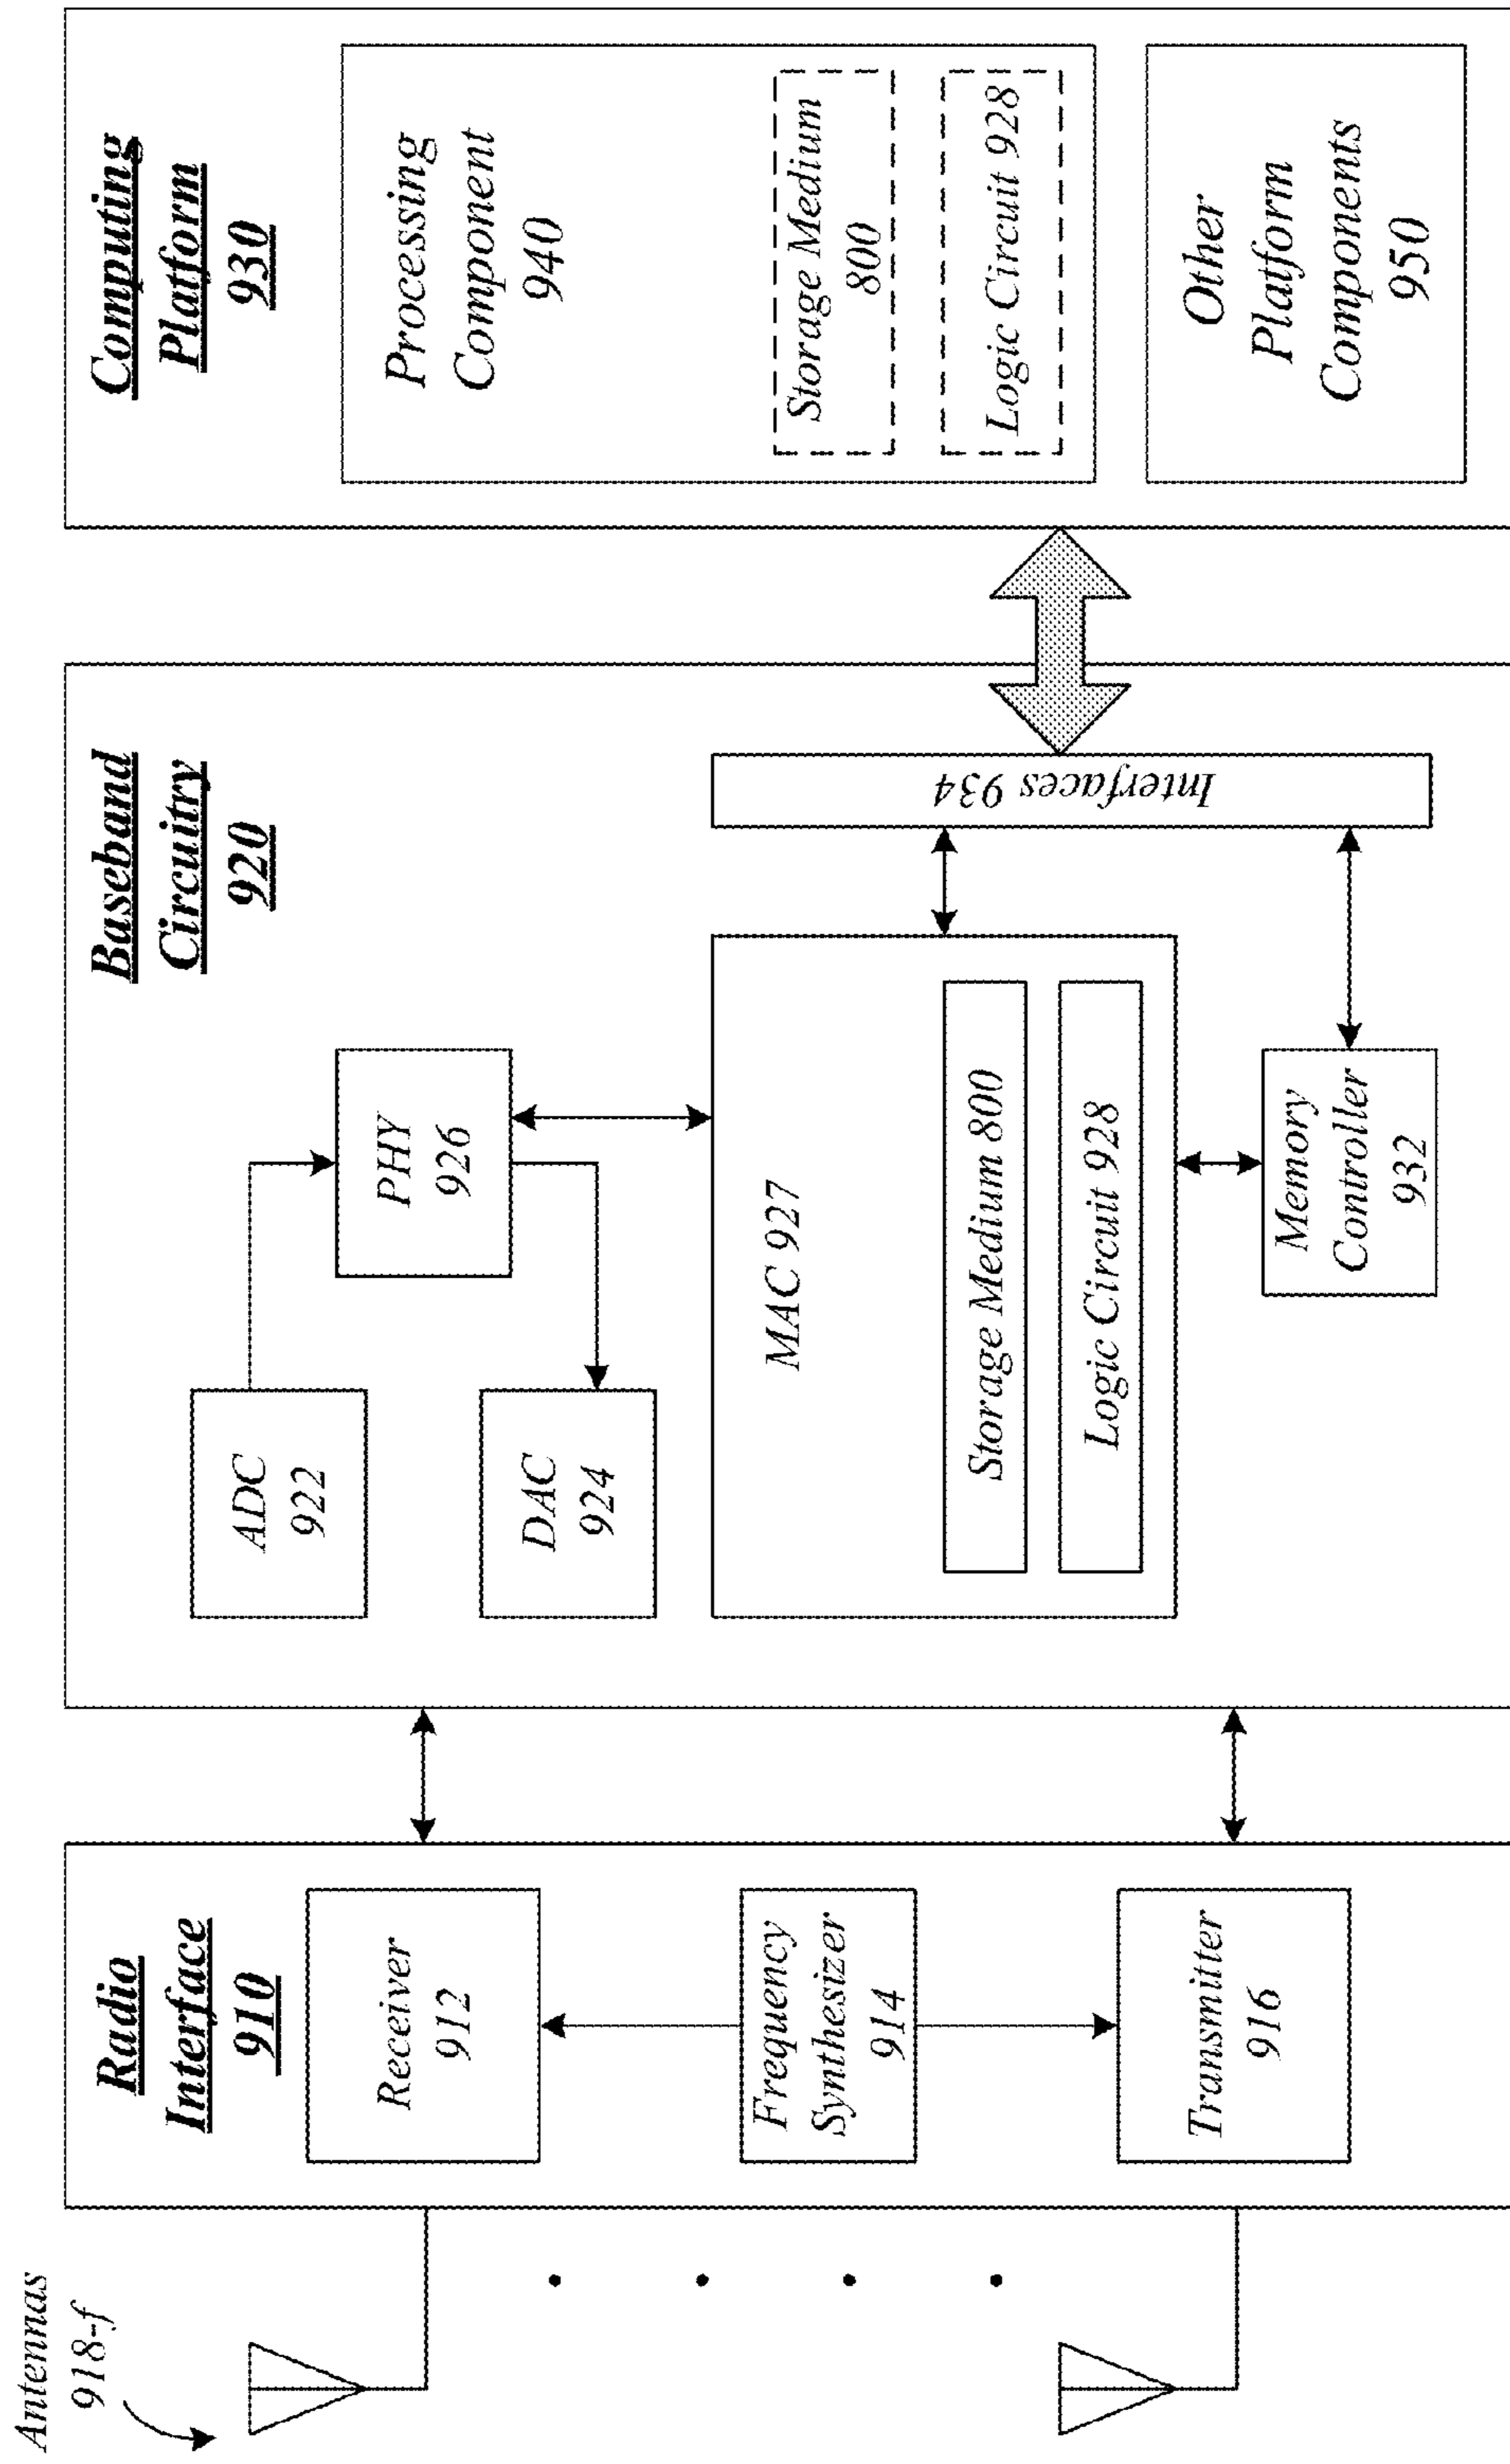 Antennas
918-f
Radio
Interface
910
Receiver
912
Frequency
Synthesizer
914
Transmitter
916
Baseband
Circuitry
920
ADC
922
DAC
924
PHY
926
MAC 927
Storage Medium 800
Logic Circuit 928
Memory
Controller
932
Interfaces 934
Computing
Platform
930
Processing
Component
940
Storage Medium
800
Logic Circuit 928
Other
Platform
Components
950